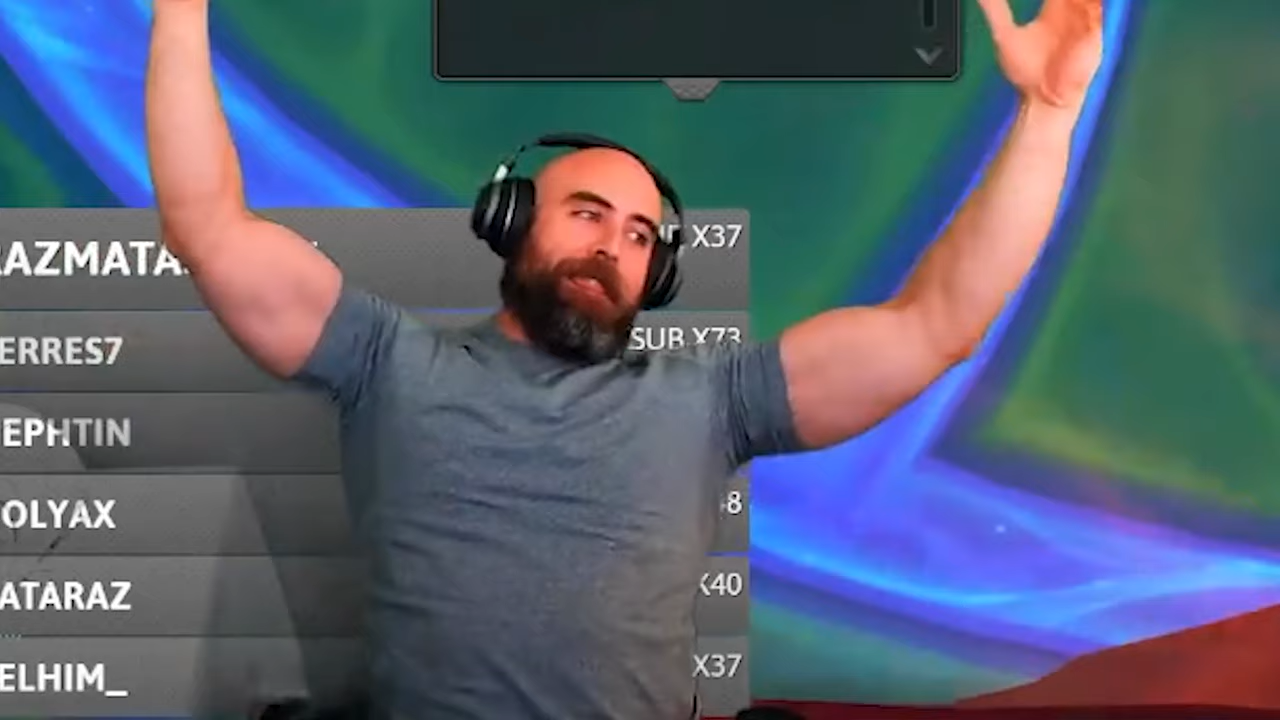 RAZMATA X37
ERRES7 SUB X73
EPHTIN
OLYAX 8
ATARAZ X40
ELHIM_ X37